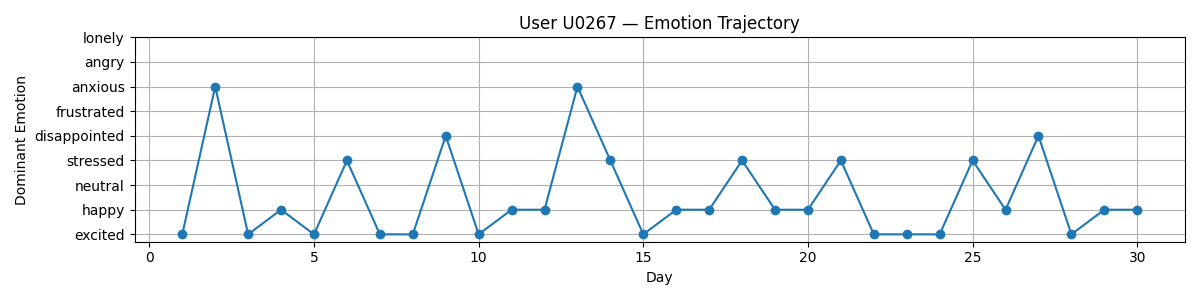 User U0267 — Emotion Trajectory
Dominant Emotion
lonely
angry
anxious
frustrated
disappointed
stressed
neutral
happy
excited
0 5 10 15 20 25 30
Day